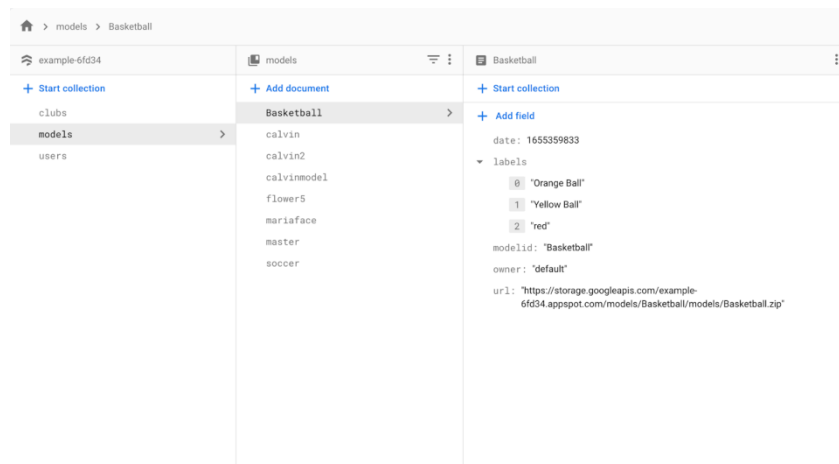 models > Basketball
example-6fd34
models
Basketball
+ Start collection
+ Add document
+ Start collection
clubs
models
users
Basketball
calvin
calvin2
calvinmodel
flower5
mariaface
master
soccer
+ Add field
date: 1655359833
labels
0 "Orange Ball"
1 "Yellow Ball"
2 "red"
modelid: "Basketball"
owner: "default"
url: "https://storage.googleapis.com/example-
6fd34.appspot.com/models/Basketball/models/Basketball.zip"